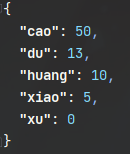 {
"cao": 50,
"du": 13,
"huang": 10,
"xiao": 5,
"xu": 0
}